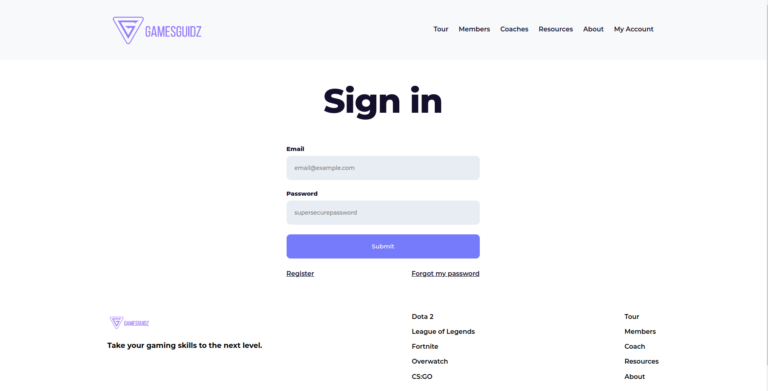 GAMESGUIDZ
Tour Members Coaches Resources About My Account
Sign in
Email
email@example.com
Password
supersecurepassword
Submit
Register Forgot my password
GAMESGUIDZ
Take your gaming skills to the next level.
Dota 2
League of Legends
Fortnite
Overwatch
CS:GO
Tour
Members
Coach
Resources
About